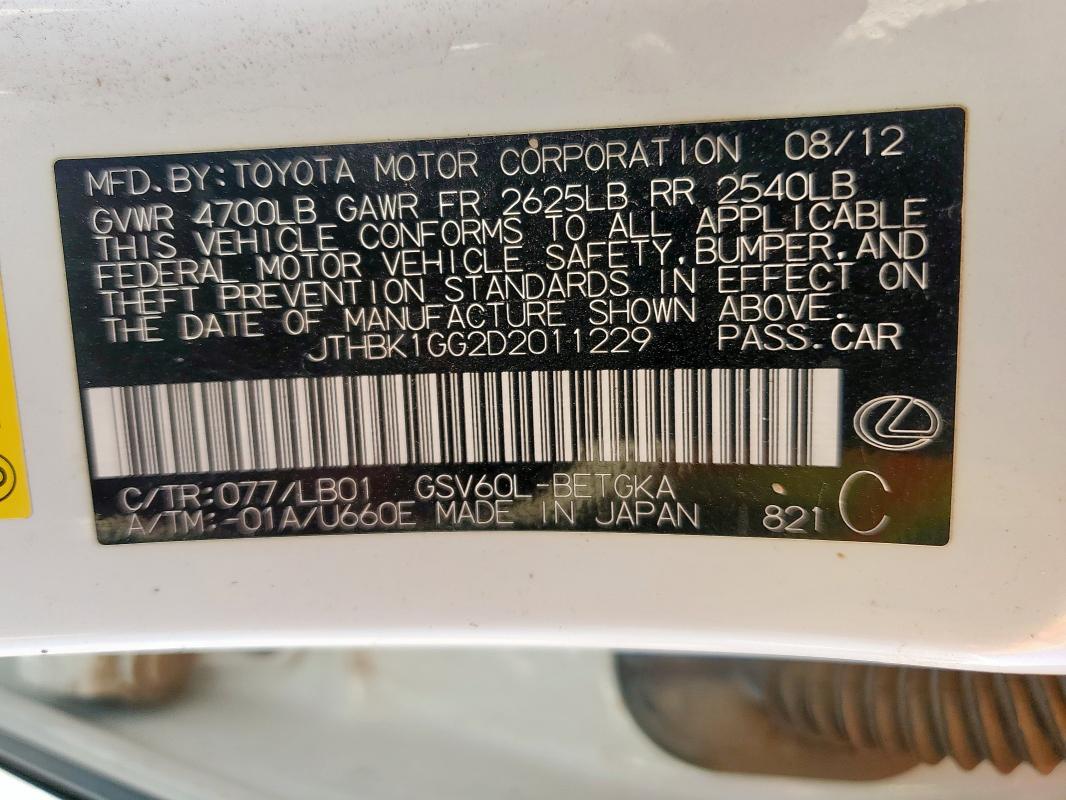 MFD. BY: TOYOTA MOTOR CORPORATION 08/12
GVWR 4700LB GAWR FR 2625LB RR 2540LB
THIS VEHICLE CONFORMS TO ALL APPLICABLE
FEDERAL MOTOR VEHICLE SAFETY, BUMPER, AND
THEFT PREVENTION STANDARDS IN EFFECT ON
THE DATE OF MANUFACTURE SHOWN ABOVE.
JTHBK1GG2D2011229 PASS. CAR
C/TR: 077/LB01 GSV60L-BETGKA
A/TM: -01A/U660E MADE IN JAPAN 821 C